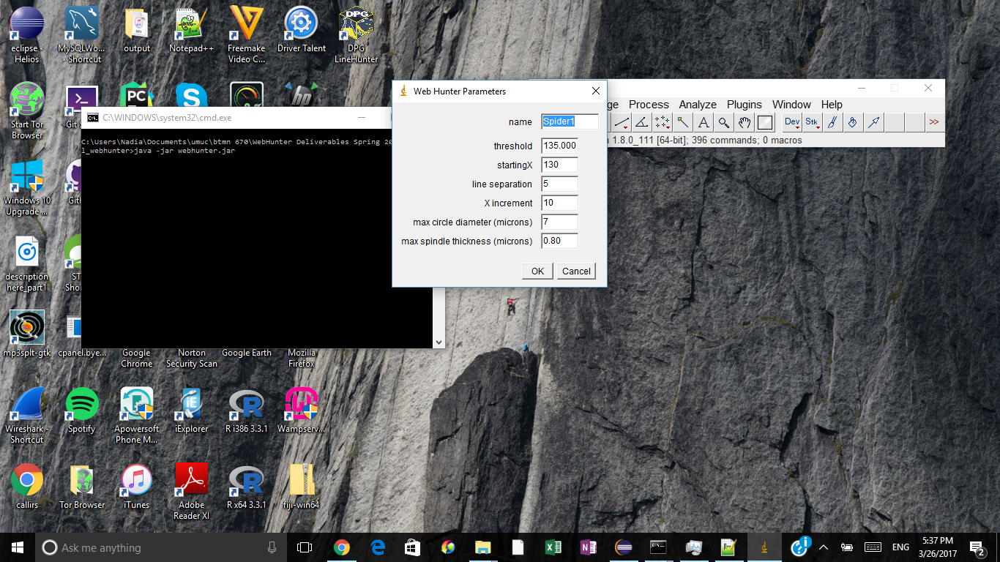 eclipse -
Helios
MySQLWo...
- Shortcut
output
Notepad++
Freemake
Video C...
Driver Talent
DPG
DPG
LineHunter
PC
hp
Start Tor
Browser
Git
C:\WINDOWS\system32\cmd.exe
C:\Users\Nadia\Documents\umuc\btmn 670\WebHunter Deliverables Spring 20
l_webhunter>java -jar webhunter.jar
Web Hunter Parameters
name
Spider1
threshold
135.000
startingX
130
line separation
5
X increment
10
max circle diameter (microns)
7
max spindle thickness (microns)
0.80
OK
Cancel
ge
Process
Analyze
Plugins
Window
Help
Dev
Stk
>>
1.8.0_111 [64-bit]; 396 commands; 0 macros
Windows 10
Upgrade ...
Gith
description
here_part1
ST
Shor
mp3splt-gtk
cpanel.bye...
Google
Chrome
Norton
Security Scan
Google Earth
Mozilla
Firefox
Wireshark -
Shortcut
Spotify
Apowersoft
Phone M...
iExplorer
R i386 3.3.1
Wampserv...
callirs
Tor Browser
iTunes
Adobe
Reader XI
R x64 3.3.1
fiji-win64
Ask me anything
ENG
5:37 PM
3/26/2017
2